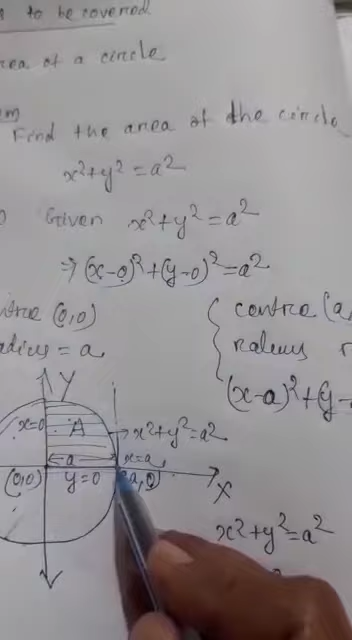 to be covered
area of a circle
Find the area of the circle
x²+y²=a²
Given x²+y²=a²
⇒(x-0)²+(y-0)²=a²
centre (0,0)
radius = a
{ centre (a,
radius r
(x-a)²+(y-
Y
x=0 A x²+y²=a²
a x=a
(0,0) y=0 (a,0) X
x²+y²=a²